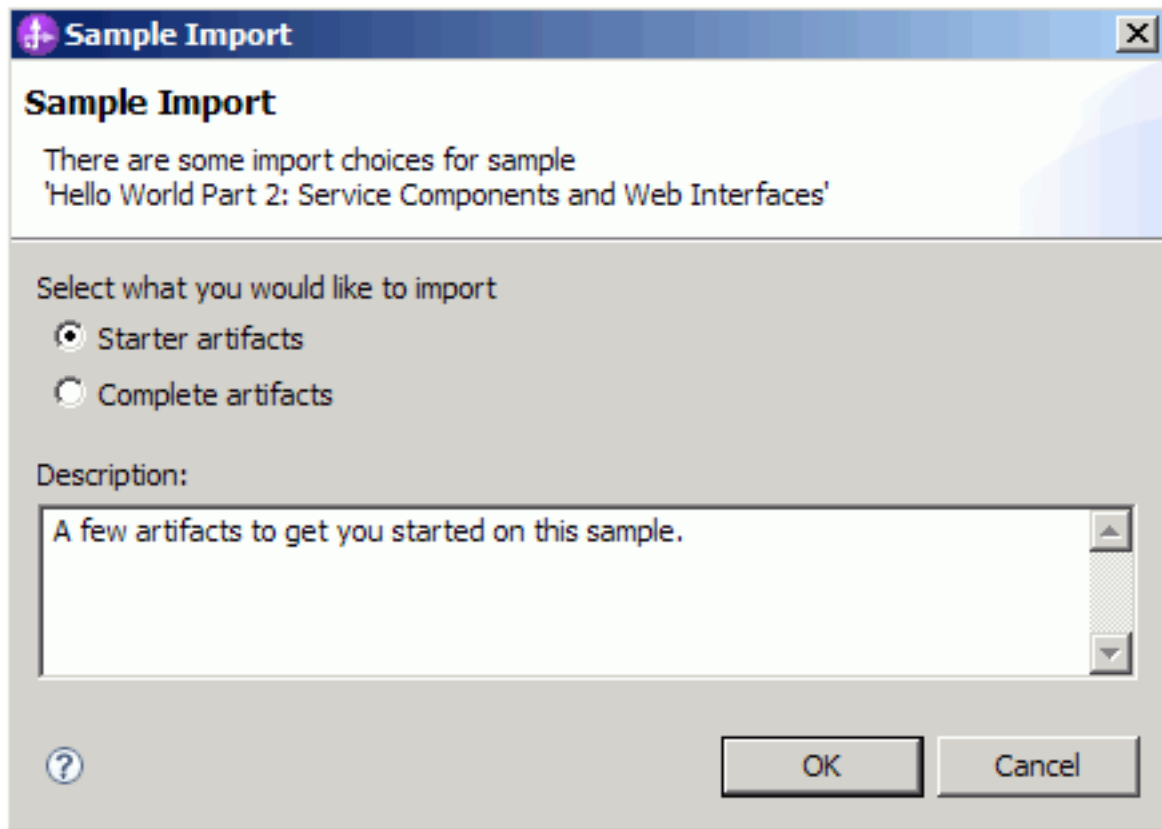 Sample Import
Sample Import
There are some import choices for sample
'Hello World Part 2: Service Components and Web Interfaces'
Select what you would like to import
Starter artifacts
Complete artifacts
Description:
A few artifacts to get you started on this sample.
?
OK
Cancel